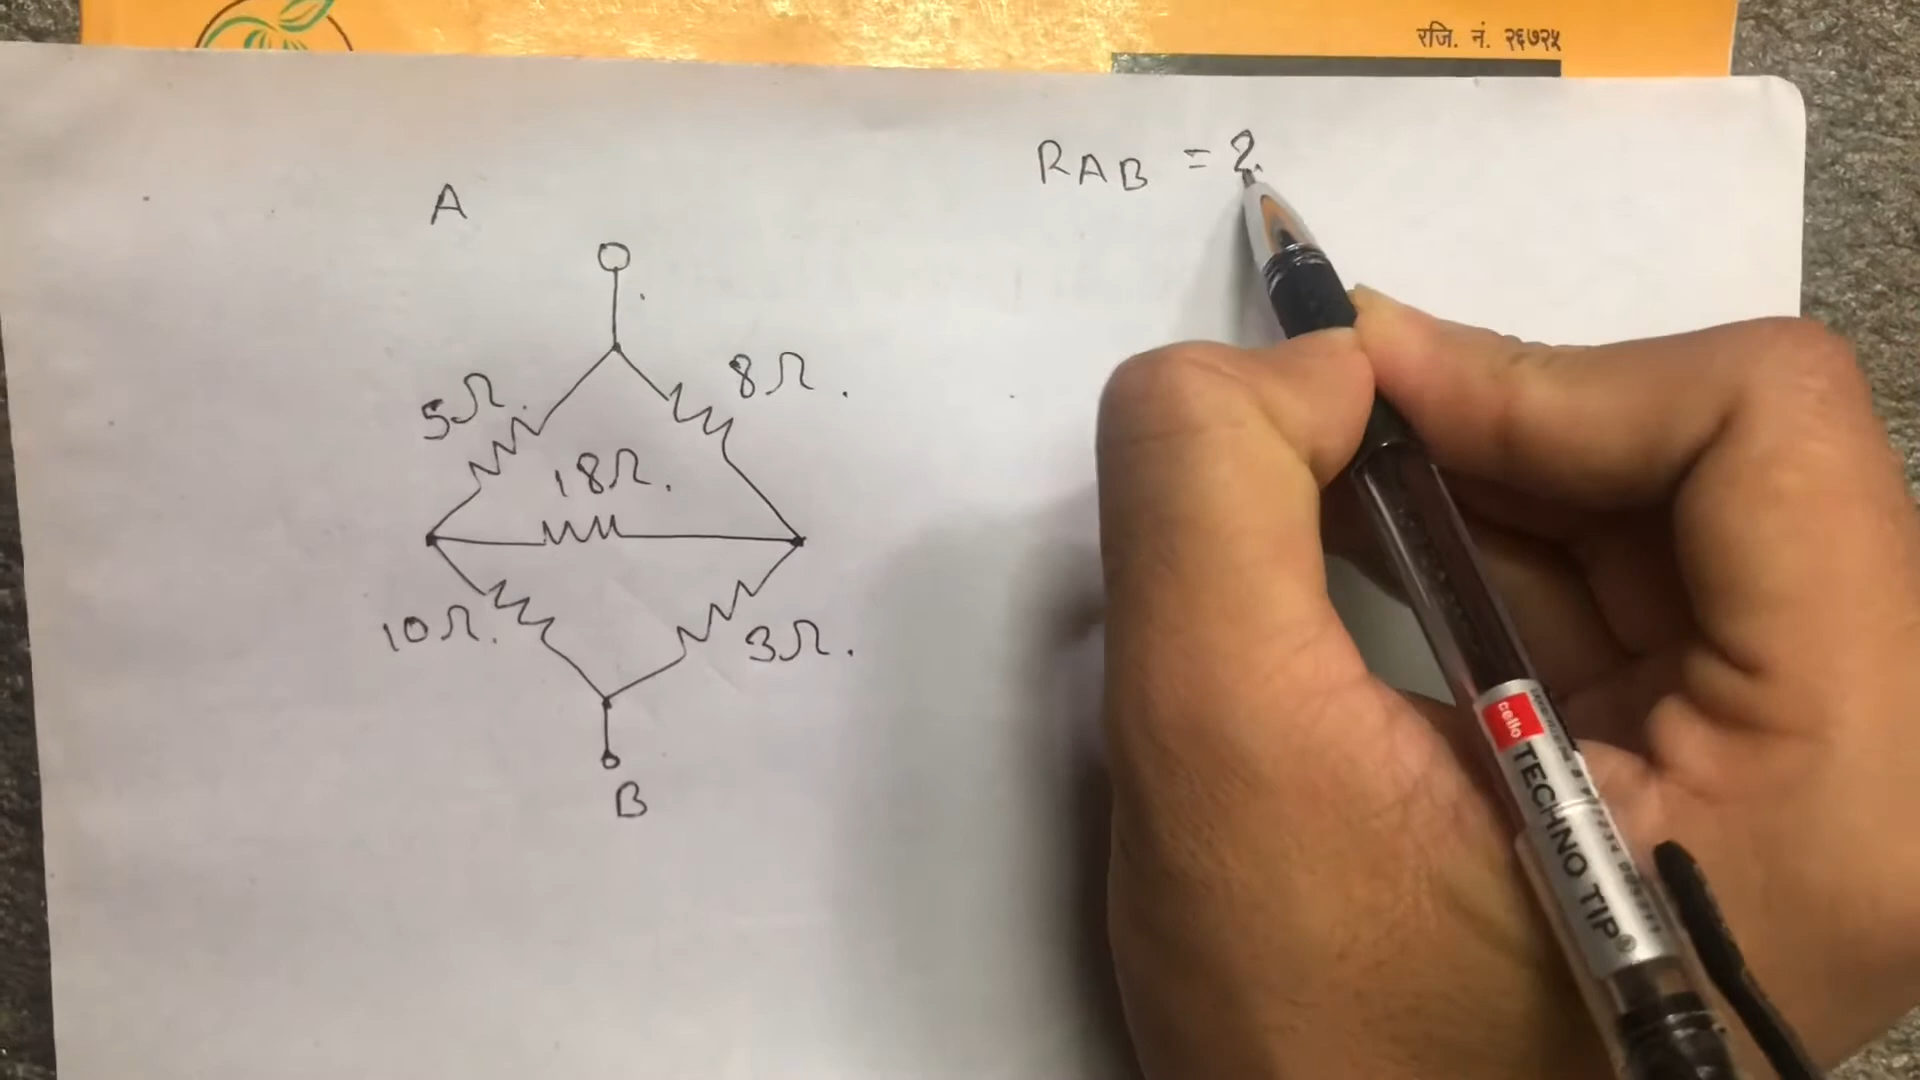 रजि. नं. २६७२५
RAB = ?
A
5Ω.
8Ω.
18Ω.
10Ω.
3Ω.
B
cello
TECHNO TIP®